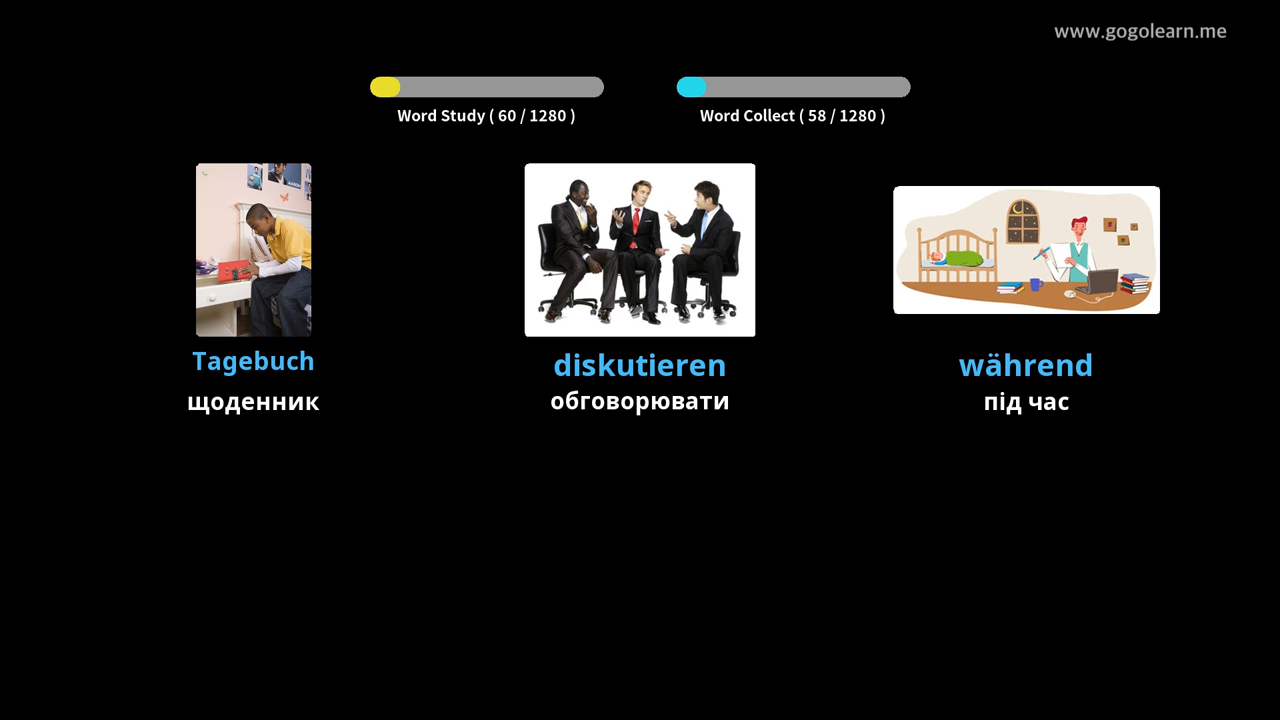 www.gogolearn.me
Word Study ( 60 / 1280 )
Word Collect ( 58 / 1280 )
Tagebuch
щоденник
diskutieren
обговорювати
während
під час